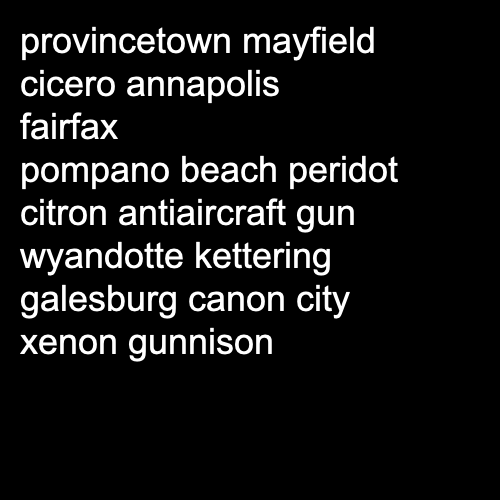 provincetown mayfield
cicero annapolis
fairfax
pompano beach peridot
citron antiaircraft gun
wyandotte kettering
galesburg canon city
xenon gunnison